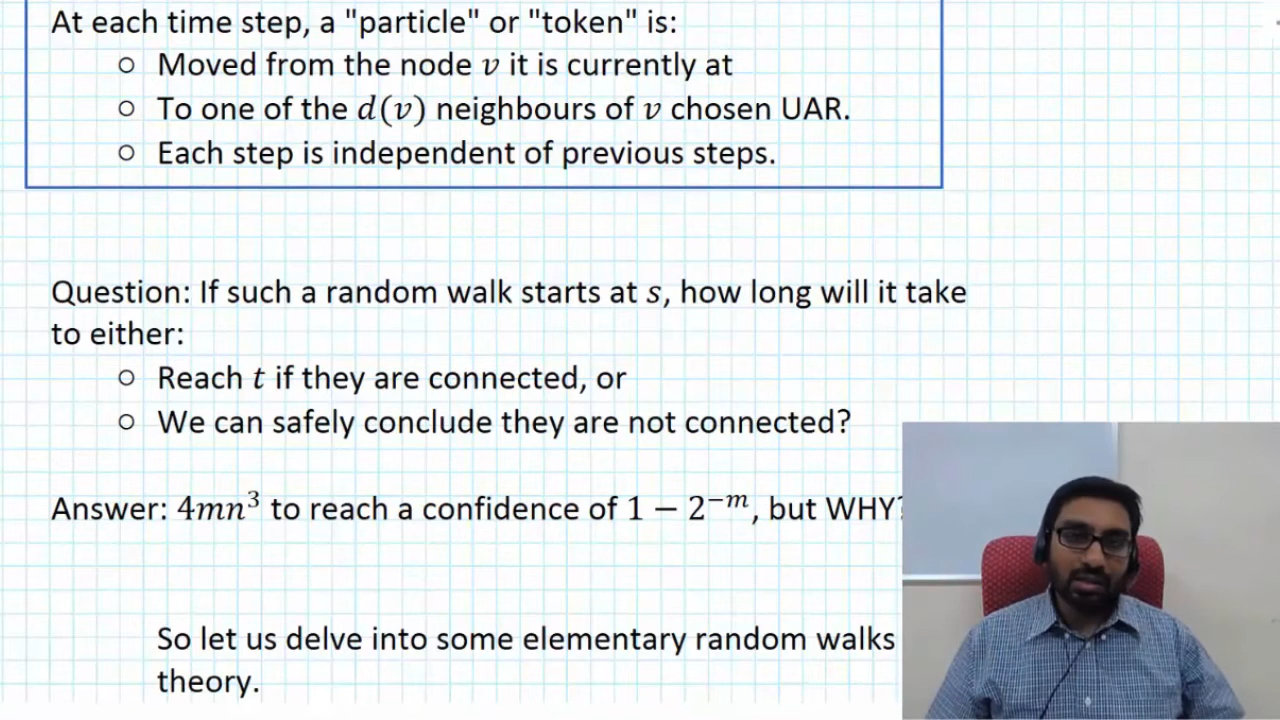 At each time step, a "particle" or "token" is:
○ Moved from the node v it is currently at
○ To one of the d(v) neighbours of v chosen UAR.
○ Each step is independent of previous steps.
Question: If such a random walk starts at s, how long will it take
to either:
○ Reach t if they are connected, or
○ We can safely conclude they are not connected?
Answer: 4mn³ to reach a confidence of 1 − 2⁻ᵐ, but WHY?
So let us delve into some elementary random walks
theory.